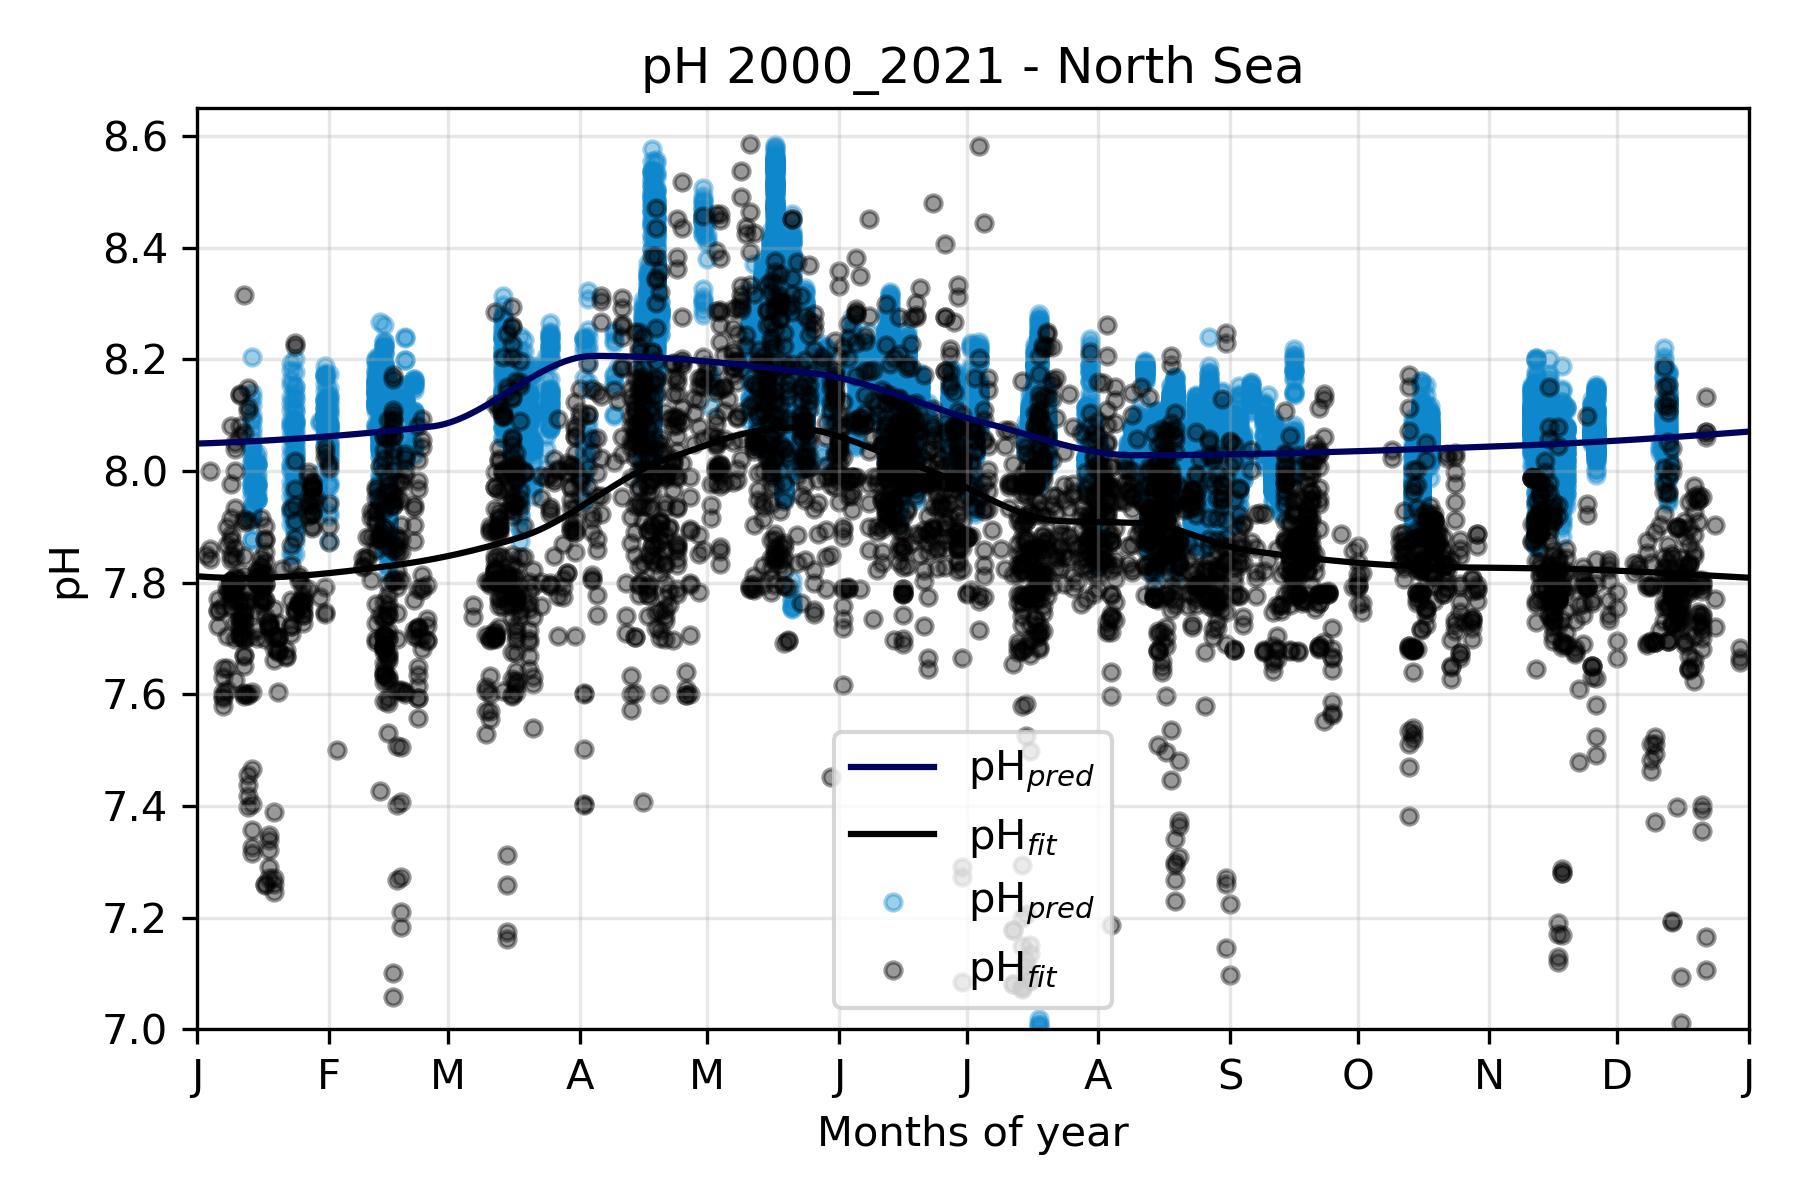 pH 2000_2021 - North Sea
8.6
8.4
8.2
8.0
7.8
7.6
7.4
7.2
7.0
pH
pH_pred
pH_fit
pH_pred
pH_fit
J F M A M J J A S O N D J
Months of year